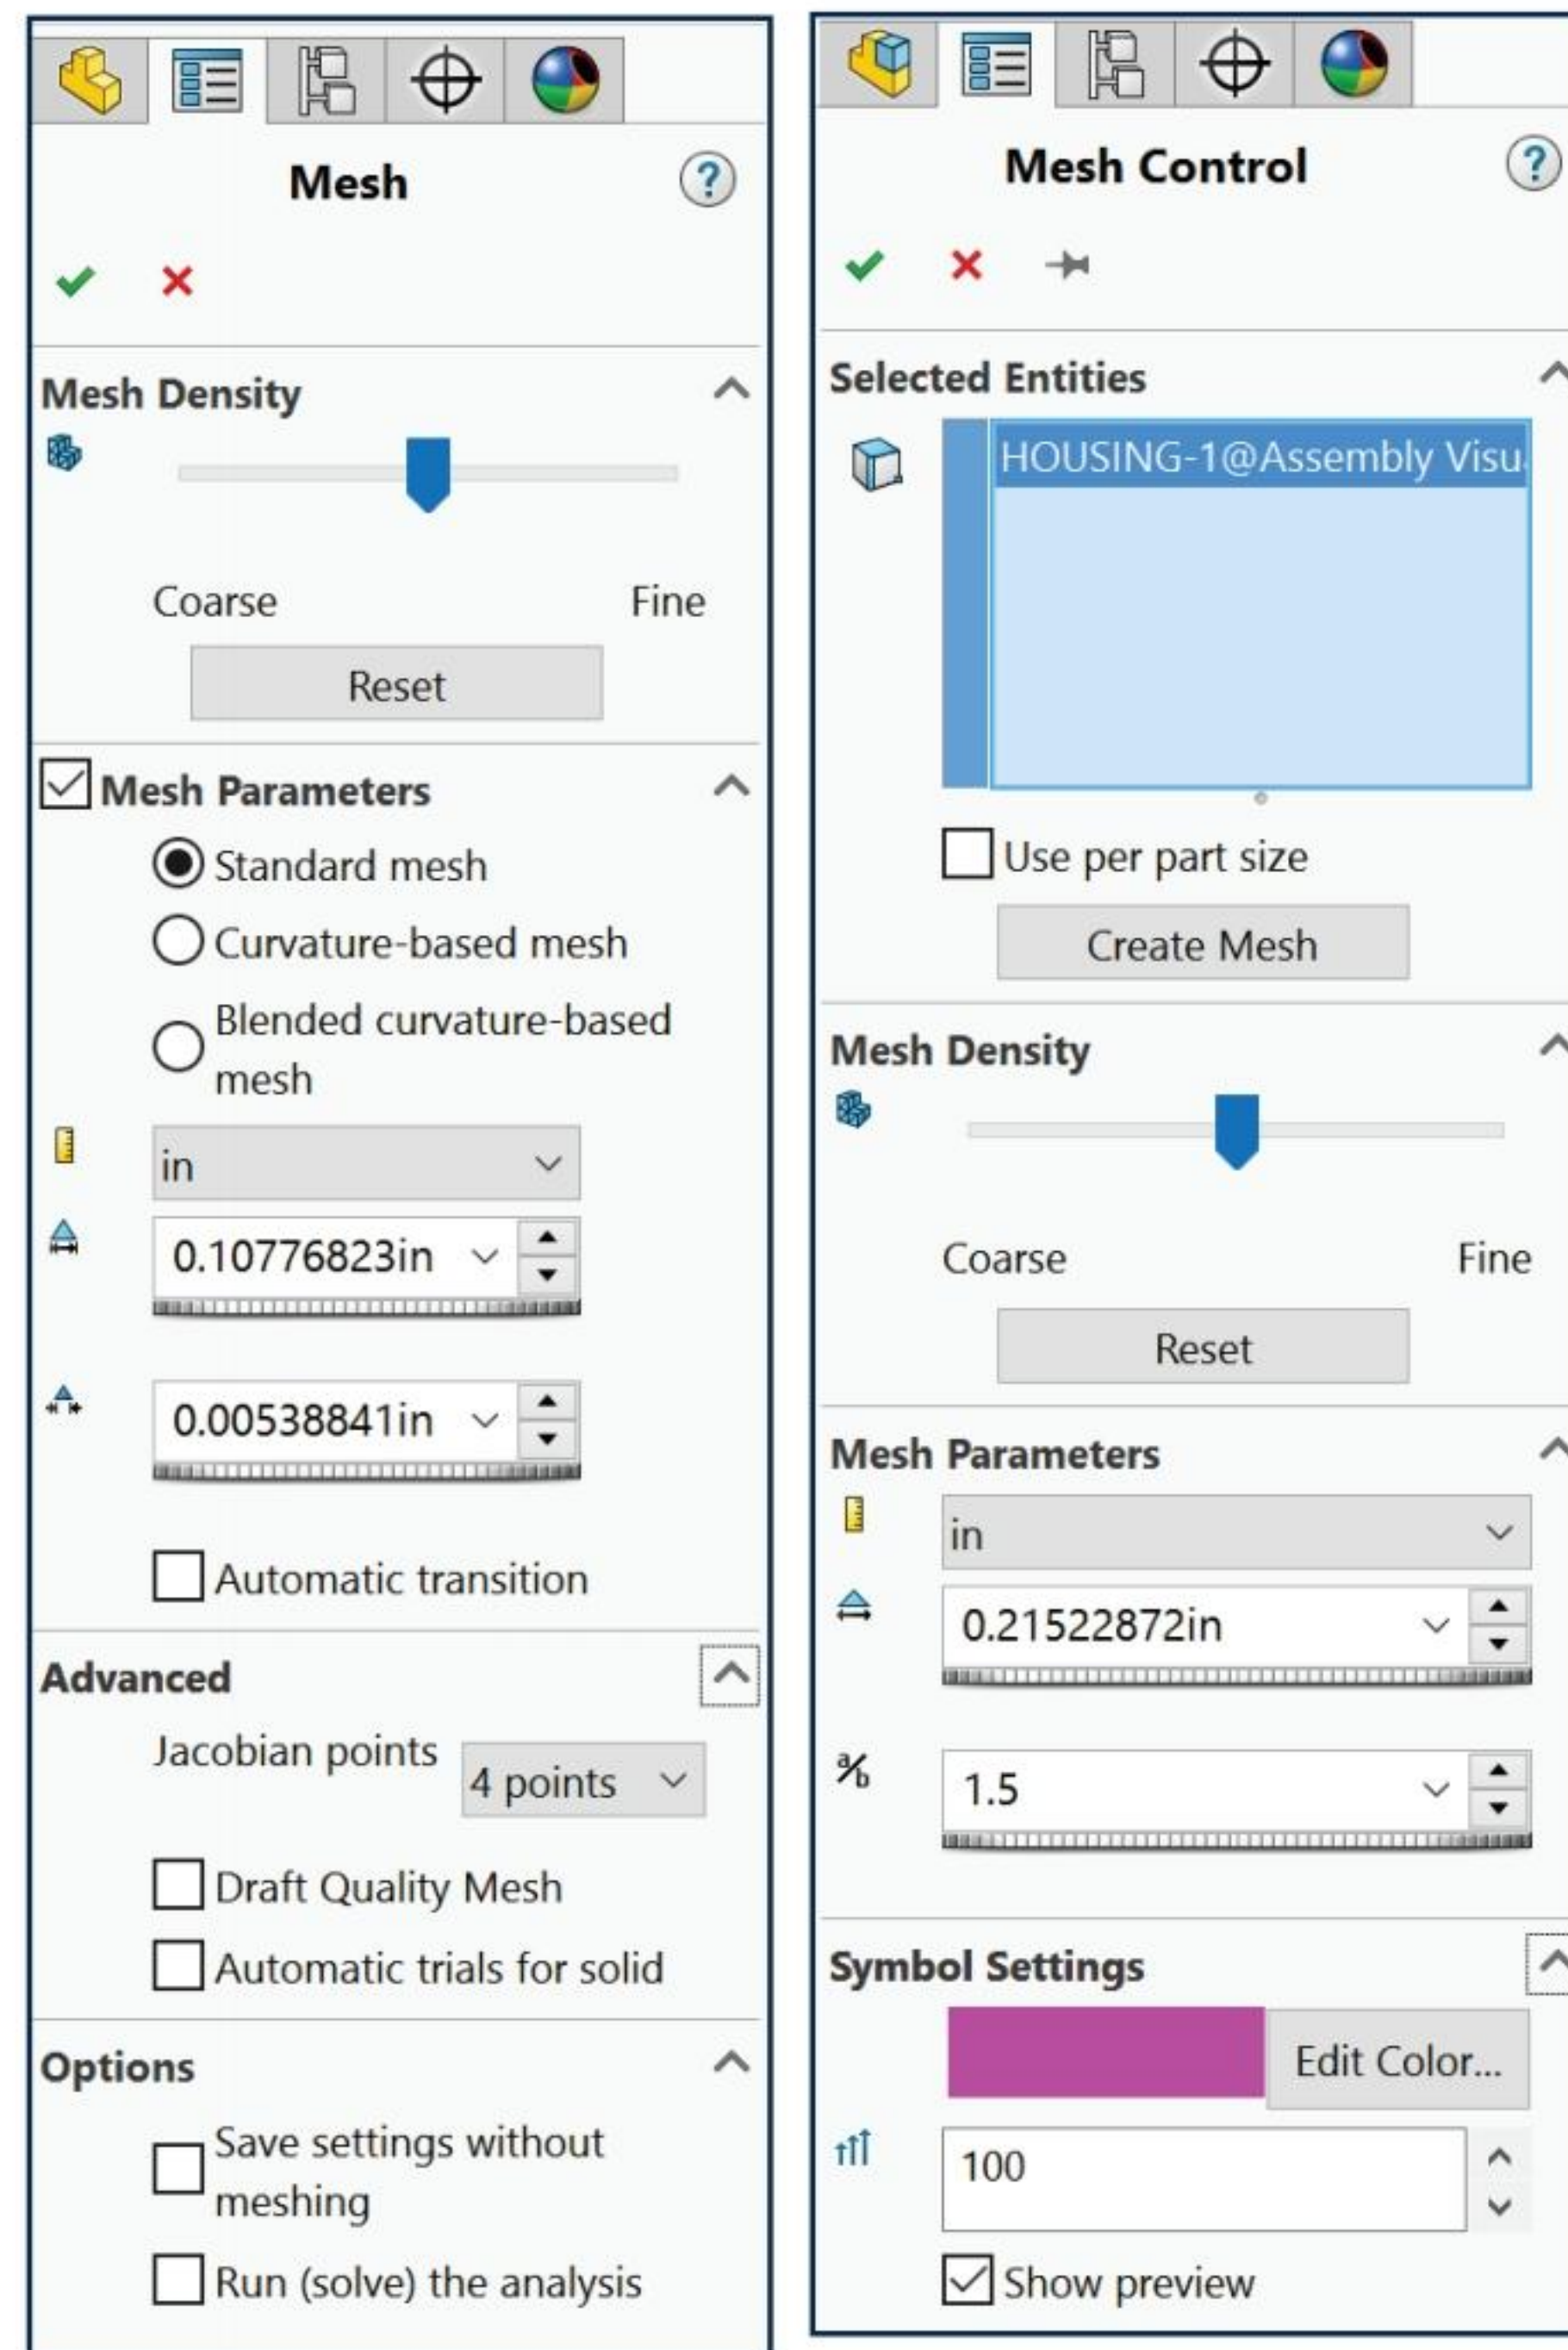 Mesh
?
Mesh Density
Coarse
Fine
Reset
Mesh Parameters
Standard mesh
Curvature-based mesh
Blended curvature-based
mesh
in
0.10776823in
0.00538841in
Automatic transition
Advanced
Jacobian points
4 points
Draft Quality Mesh
Automatic trials for solid
Options
Save settings without
meshing
Run (solve) the analysis
Mesh Control
?
Selected Entities
HOUSING-1@Assembly Visu
Use per part size
Create Mesh
Mesh Density
Coarse
Fine
Reset
Mesh Parameters
in
0.21522872in
a/b
1.5
Symbol Settings
Edit Color...
100
Show preview